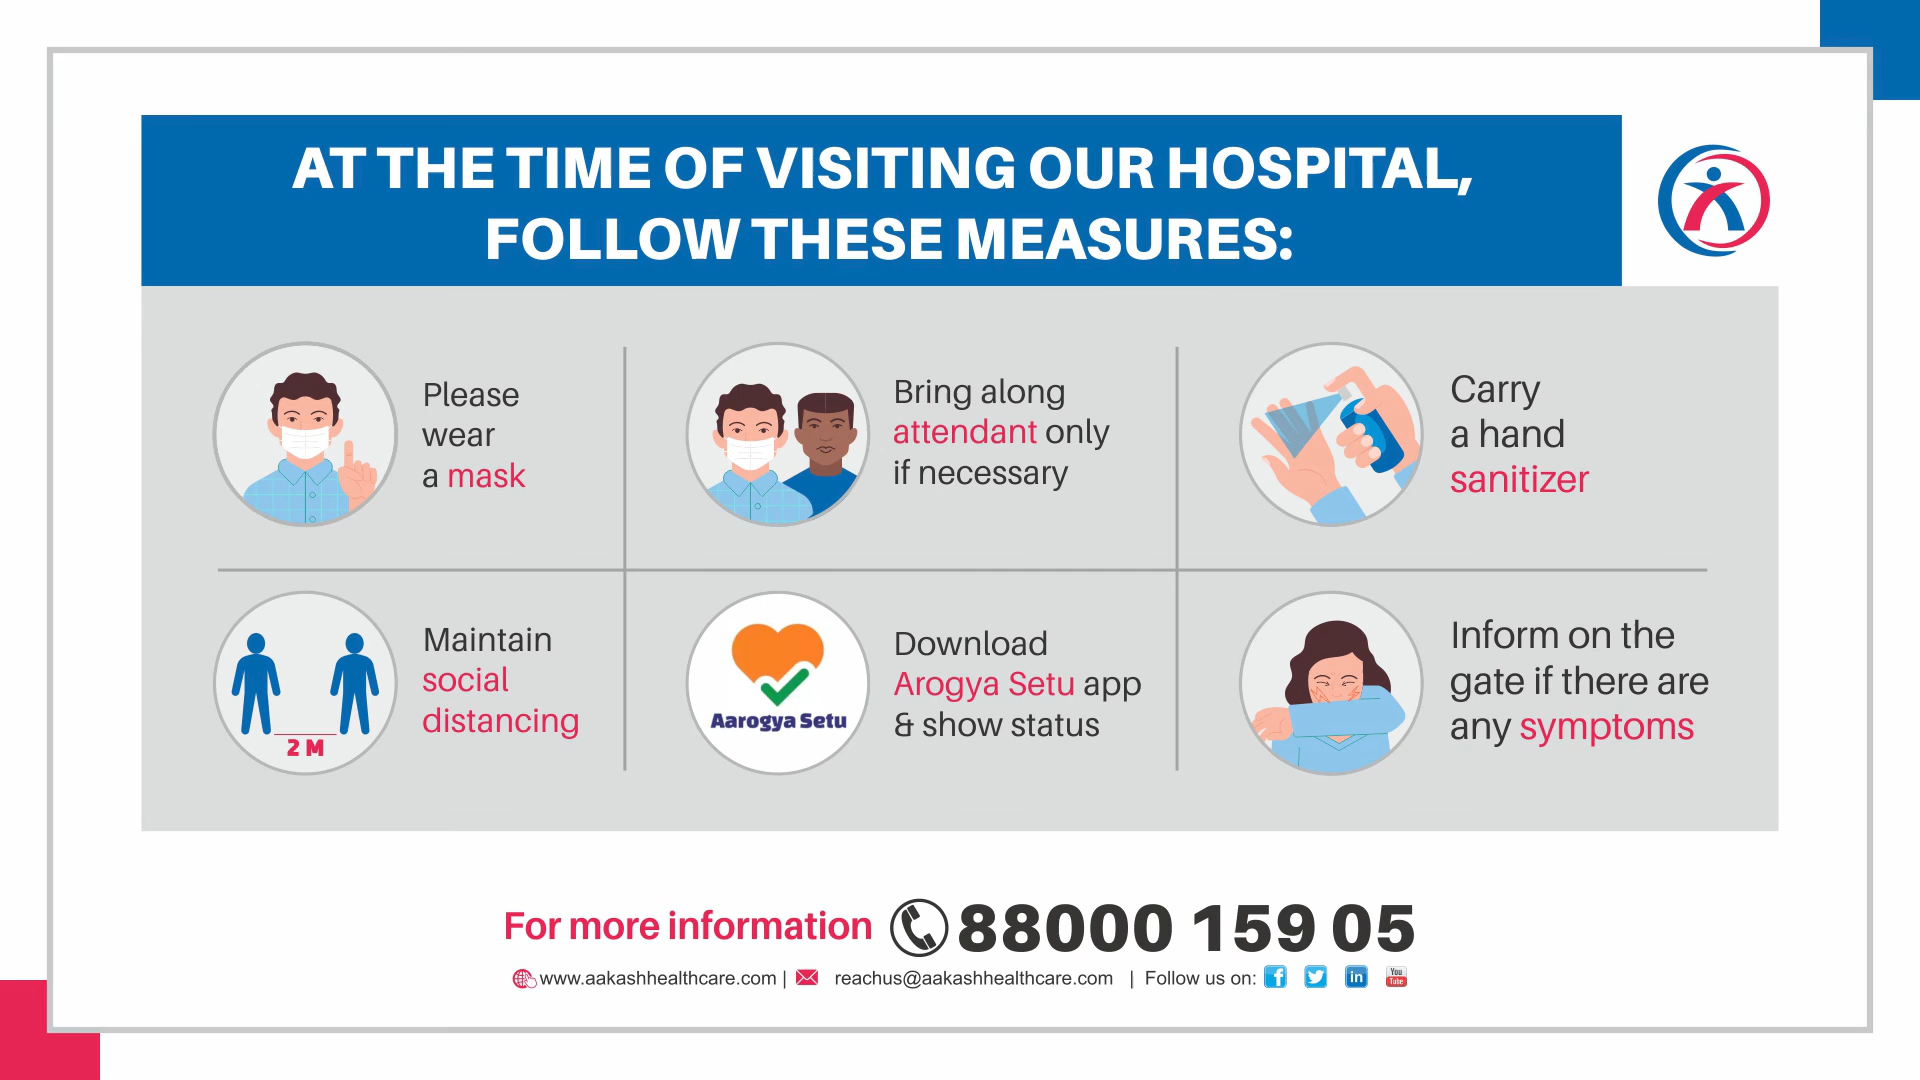 AT THE TIME OF VISITING OUR HOSPITAL,
FOLLOW THESE MEASURES:
Please
wear
a mask
Bring along
attendant only
if necessary
Carry
a hand
sanitizer
2 M
Maintain
social
distancing
Aarogya Setu
Download
Arogya Setu app
& show status
Inform on the
gate if there are
any symptoms
For more information 88000 159 05
www.aakashhealthcare.com | reachus@aakashhealthcare.com | Follow us on: f in You Tube